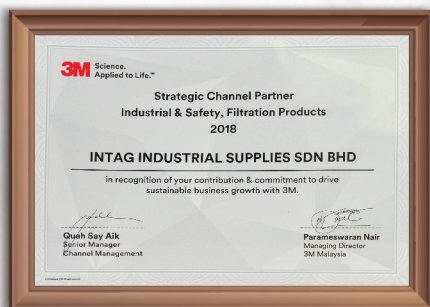 3M Science.
Applied to Life.™
Strategic Channel Partner
Industrial & Safety, Filtration Products
2018
INTAG INDUSTRIAL SUPPLIES SDN BHD
in recognition of your contribution & commitment to drive
sustainable business growth with 3M.
Quah Say Aik
Senior Manager
Channel Management
Parameswaran Nair
Managing Director
3M Malaysia